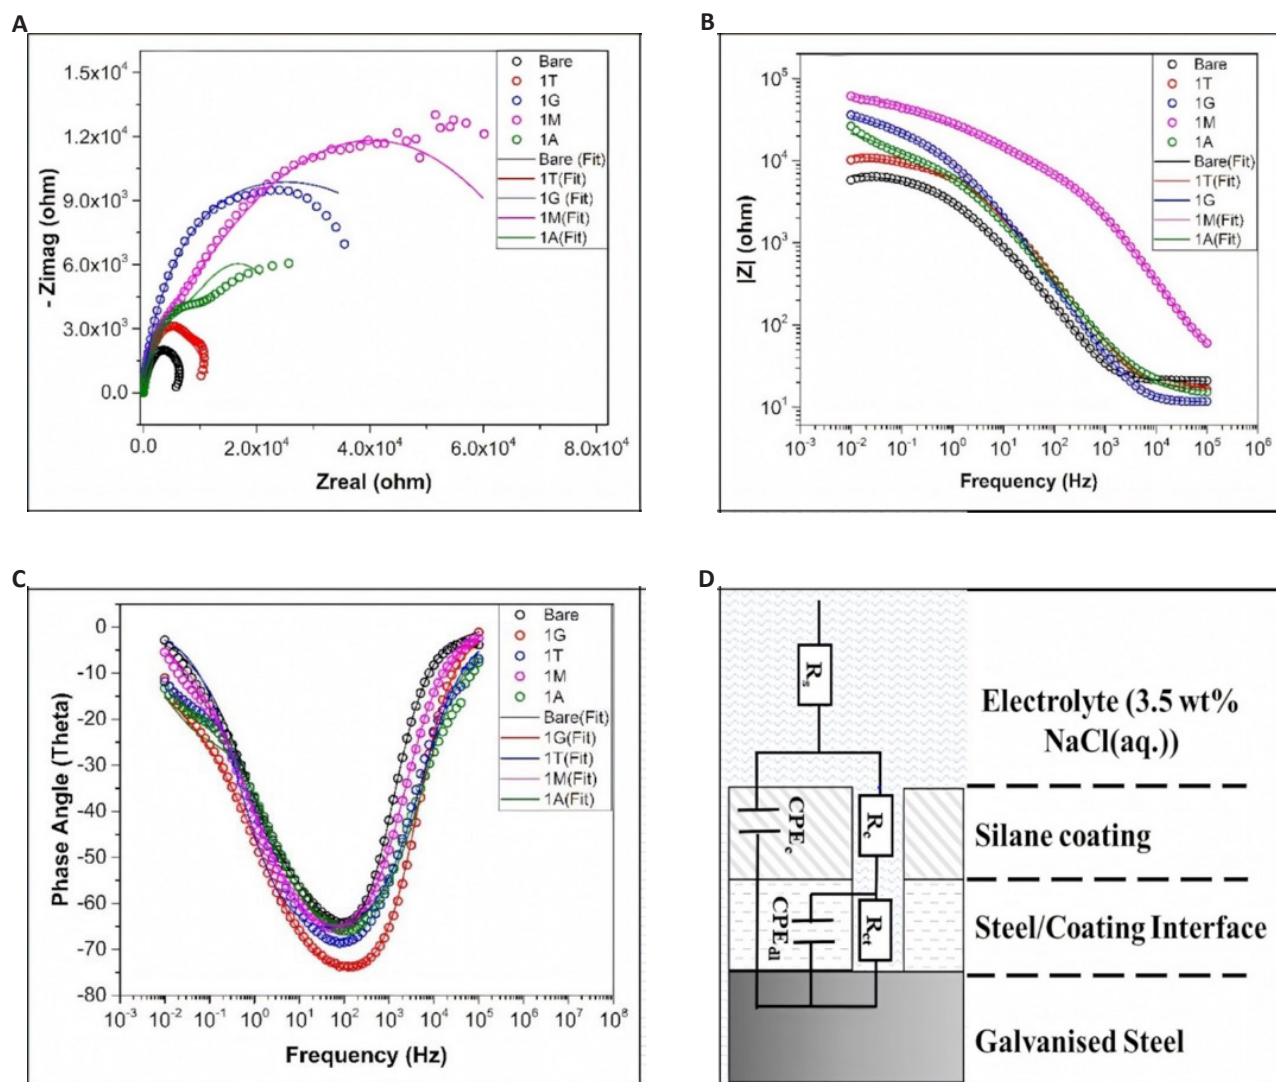 A
1.5x10⁴
1.2x10⁴
9.0x10³
6.0x10³
3.0x10³
0.0
- Zimag (ohm)
0.0
2.0x10⁴
4.0x10⁴
6.0x10⁴
8.0x10⁴
Zreal (ohm)
Bare
1T
1G
1M
1A
Bare (Fit)
1T(Fit)
1G (Fit)
1M(Fit)
1A(Fit)
B
10⁵
10⁴
10³
10²
10¹
|Z| (ohm)
10⁻³ 10⁻² 10⁻¹ 10⁰ 10¹ 10² 10³ 10⁴ 10⁵ 10⁶
Frequency (Hz)
Bare
1T
1G
1M
1A
Bare(Fit)
1T(Fit)
1G
1M(Fit)
1A(Fit)
C
0
-10
-20
-30
-40
-50
-60
-70
-80
Phase Angle (Theta)
10⁻³ 10⁻² 10⁻¹ 10⁰ 10¹ 10² 10³ 10⁴ 10⁵ 10⁶ 10⁷ 10⁸
Frequency (Hz)
Bare
1G
1T
1M
1A
Bare(Fit)
1G(Fit)
1T(Fit)
1M(Fit)
1A(Fit)
D
Rs
CPEc
Rc
CPEdl
Rct
Electrolyte (3.5 wt%
NaCl(aq.))
Silane coating
Steel/Coating Interface
Galvanised Steel